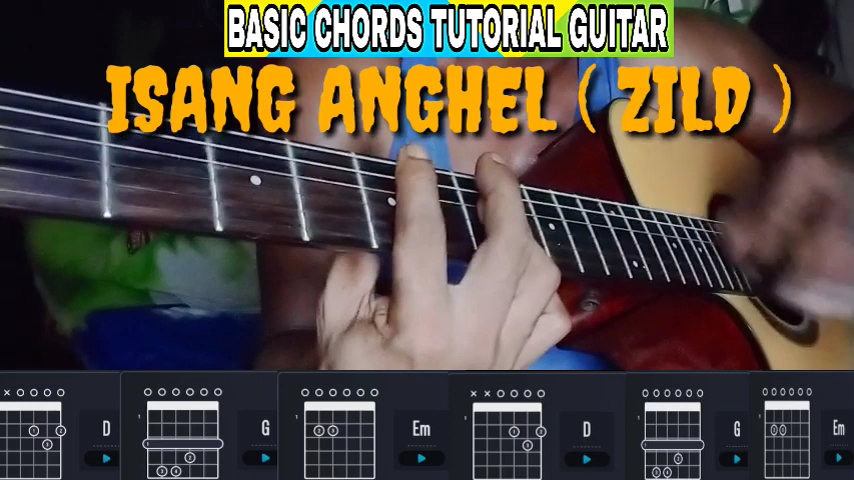 BASIC CHORDS TUTORIAL GUITAR
ISANG ANGHEL ( ZILD )
D G Em D G Em